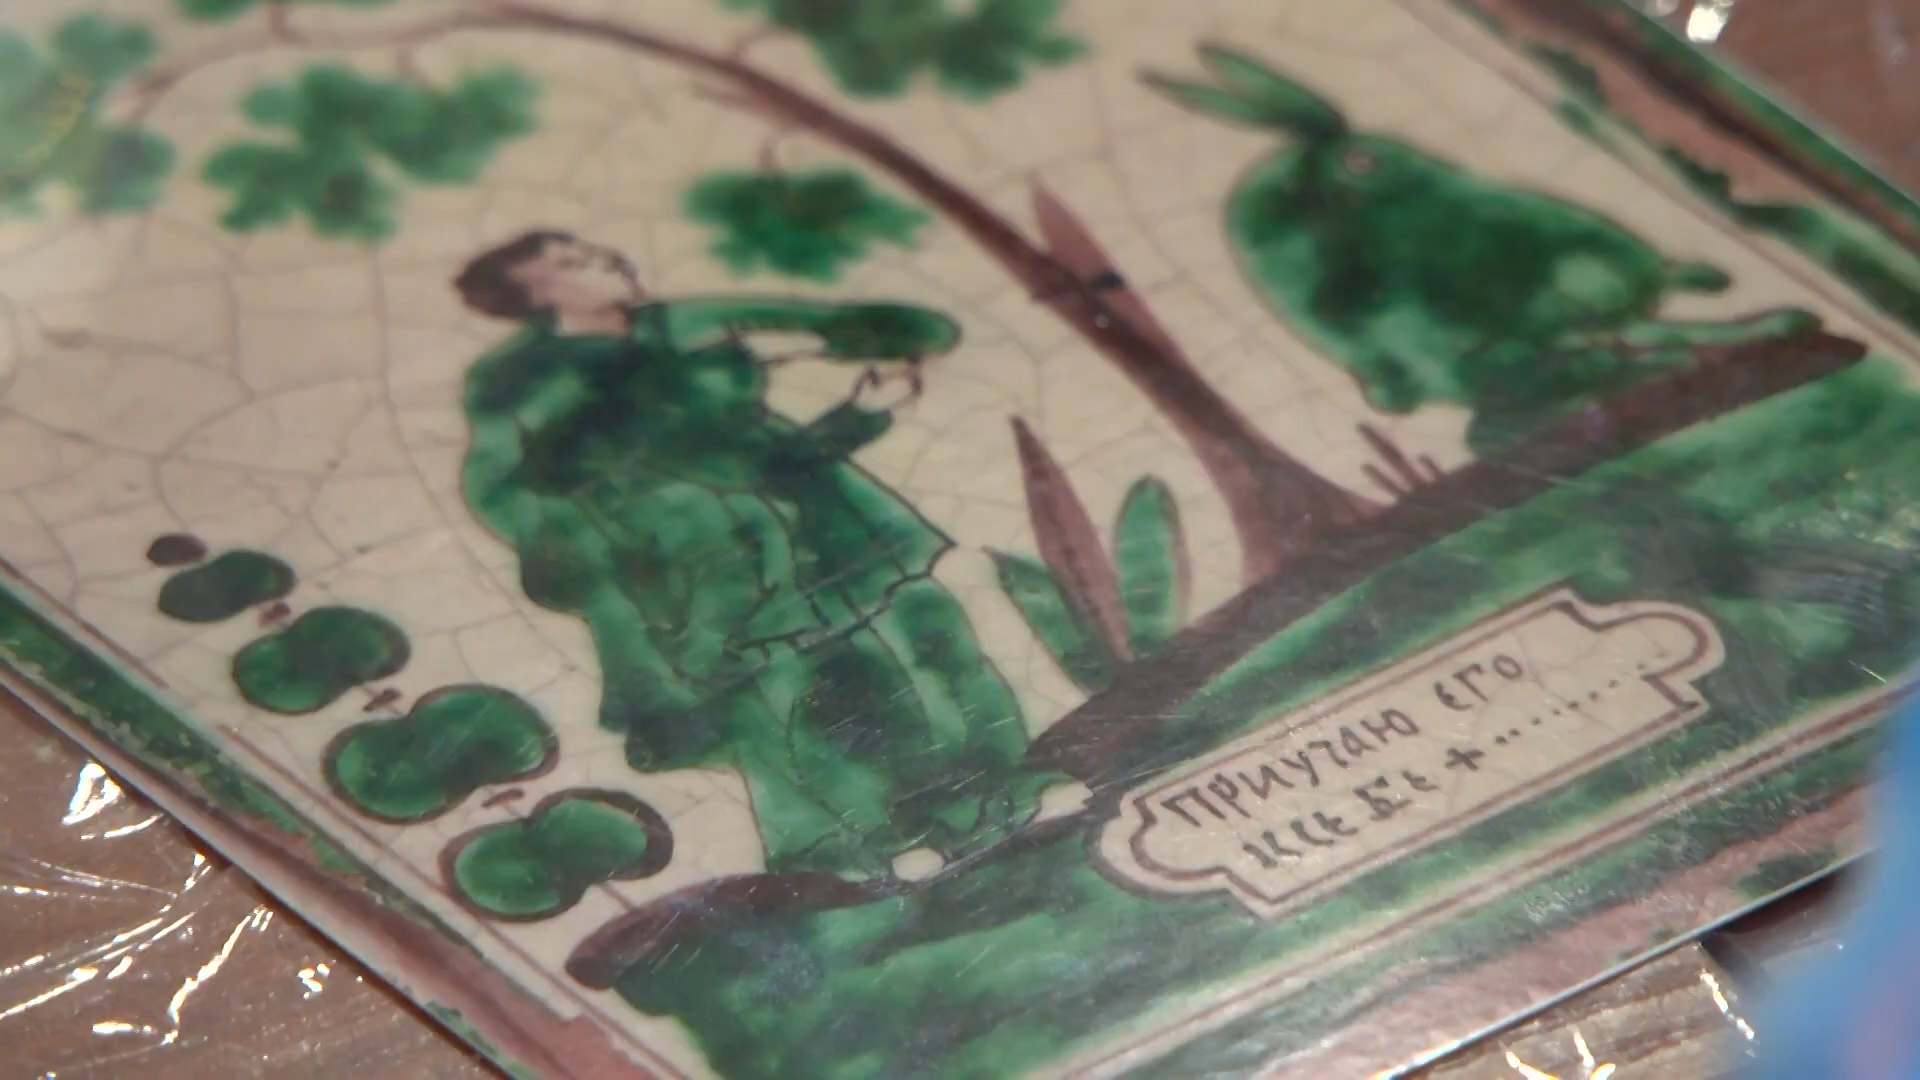 приучаю его
ксебе +........